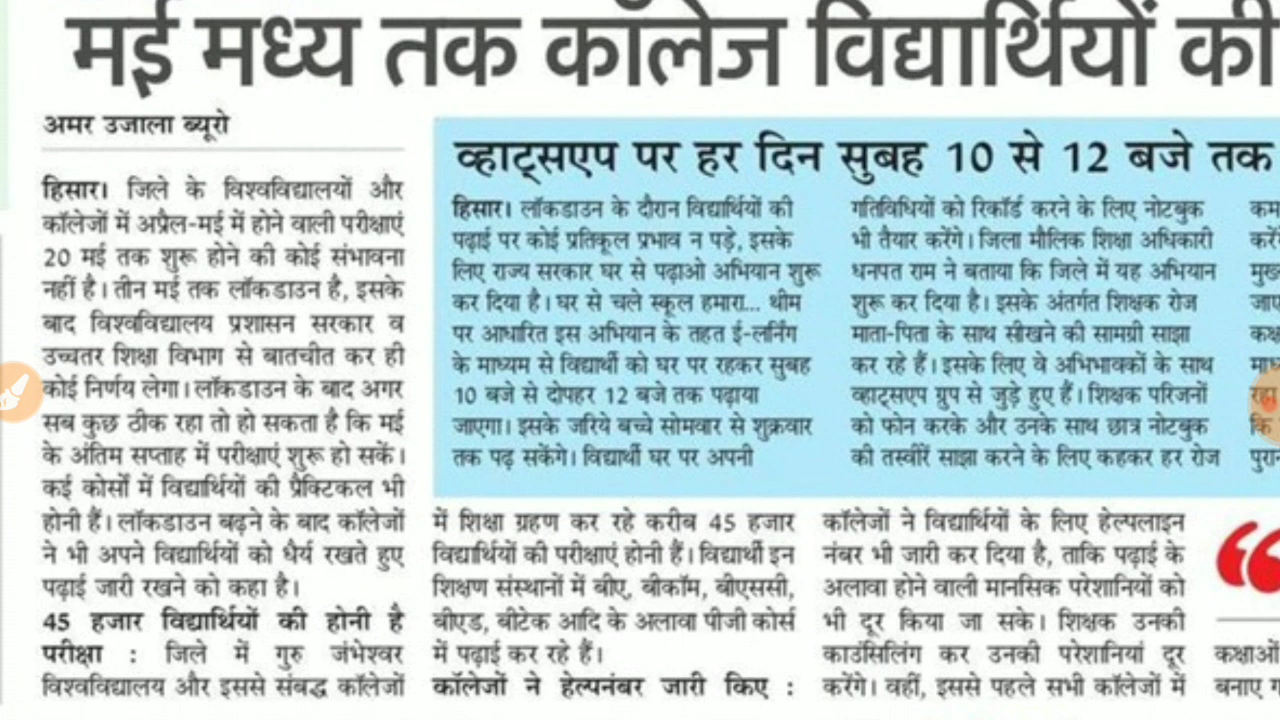 मई मध्य तक कॉलेज विद्यार्थियों की
अमर उजाला ब्यूरो
हिसार। जिले के विश्वविद्यालयों और
कॉलेजों में अप्रैल-मई में होने वाली परीक्षाएं
20 मई तक शुरू होने की कोई संभावना
नहीं है। तीन मई तक लॉकडाउन है, इसके
बाद विश्वविद्यालय प्रशासन सरकार व
उच्चतर शिक्षा विभाग से बातचीत कर ही
कोई निर्णय लेगा। लॉकडाउन के बाद अगर
सब कुछ ठीक रहा तो हो सकता है कि मई
के अंतिम सप्ताह में परीक्षाएं शुरू हो सकें।
कई कोर्सों में विद्यार्थियों की प्रैक्टिकल भी
होनी हैं। लॉकडाउन बढ़ने के बाद कॉलेजों
ने भी अपने विद्यार्थियों को धैर्य रखते हुए
पढ़ाई जारी रखने को कहा है।
45 हजार विद्यार्थियों की होनी है
परीक्षा : जिले में गुरु जंभेश्वर
विश्वविद्यालय और इससे संबद्ध कॉलेजों
व्हाट्सएप पर हर दिन सुबह 10 से 12 बजे तक
हिसार। लॉकडाउन के दौरान विद्यार्थियों की
पढ़ाई पर कोई प्रतिकूल प्रभाव न पड़े, इसके
लिए राज्य सरकार घर से पढ़ाओ अभियान शुरू
कर दिया है। घर से चले स्कूल हमारा... थीम
पर आधारित इस अभियान के तहत ई-लर्निंग
के माध्यम से विद्यार्थी को घर पर रहकर सुबह
10 बजे से दोपहर 12 बजे तक पढ़ाया
जाएगा। इसके जरिये बच्चे सोमवार से शुक्रवार
तक पढ़ सकेंगे। विद्यार्थी घर पर अपनी
गतिविधियों को रिकॉर्ड करने के लिए नोटबुक
भी तैयार करेंगे। जिला मौलिक शिक्षा अधिकारी
धनपत राम ने बताया कि जिले में यह अभियान
शुरू कर दिया है। इसके अंतर्गत शिक्षक रोज
माता-पिता के साथ सीखने की सामग्री साझा
कर रहे हैं। इसके लिए वे अभिभावकों के साथ
व्हाट्सएप ग्रुप से जुड़े हुए हैं। शिक्षक परिजनों
को फोन करके और उनके साथ छात्र नोटबुक
की तस्वीरें साझा करने के लिए कहकर हर रोज
रहा
कि
में शिक्षा ग्रहण कर रहे करीब 45 हजार
विद्यार्थियों की परीक्षाएं होनी हैं। विद्यार्थी इन
शिक्षण संस्थानों में बीए, बीकॉम, बीएससी,
बीएड, बीटेक आदि के अलावा पीजी कोर्स
में पढ़ाई कर रहे हैं।
कॉलेजों ने हेल्पनंबर जारी किए :
कॉलेजों ने विद्यार्थियों के लिए हेल्पलाइन
नंबर भी जारी कर दिया है, ताकि पढ़ाई के
अलावा होने वाली मानसिक परेशानियों को
भी दूर किया जा सके। शिक्षक उनकी
काउंसिलिंग कर उनकी परेशानियां दूर
करेंगे। वहीं, इससे पहले सभी कॉलेजों में
कक्षाओं
बनाए